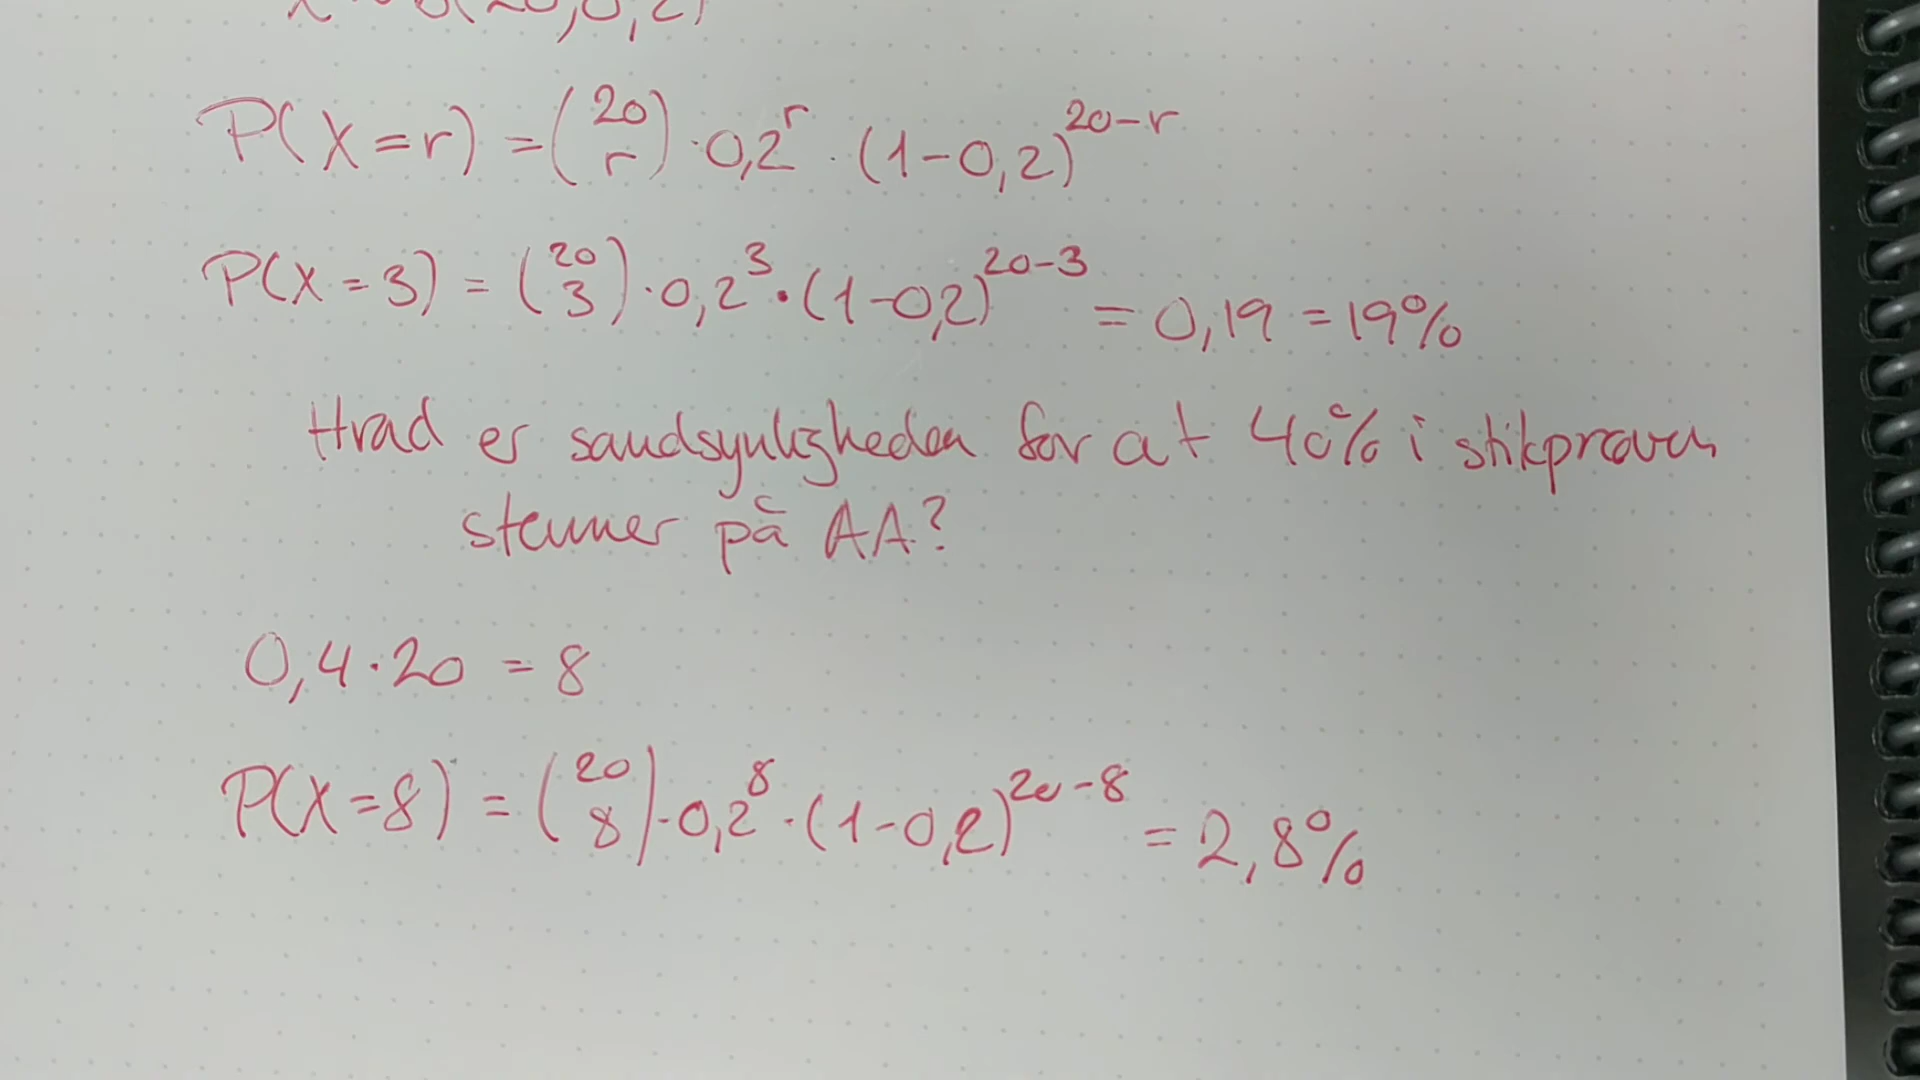 P(X=r) = (20 r) · 0,2^r · (1-0,2)^20-r
P(X=3) = (20 3) · 0,2^3 · (1-0,2)^20-3 = 0,19 = 19%
Hvad er sandsynligheden for at 40% i stikprøven
stemmer på AA?
0,4·20 = 8
P(X=8) = (20 8) · 0,2^8 · (1-0,2)^20-8 = 2,8%